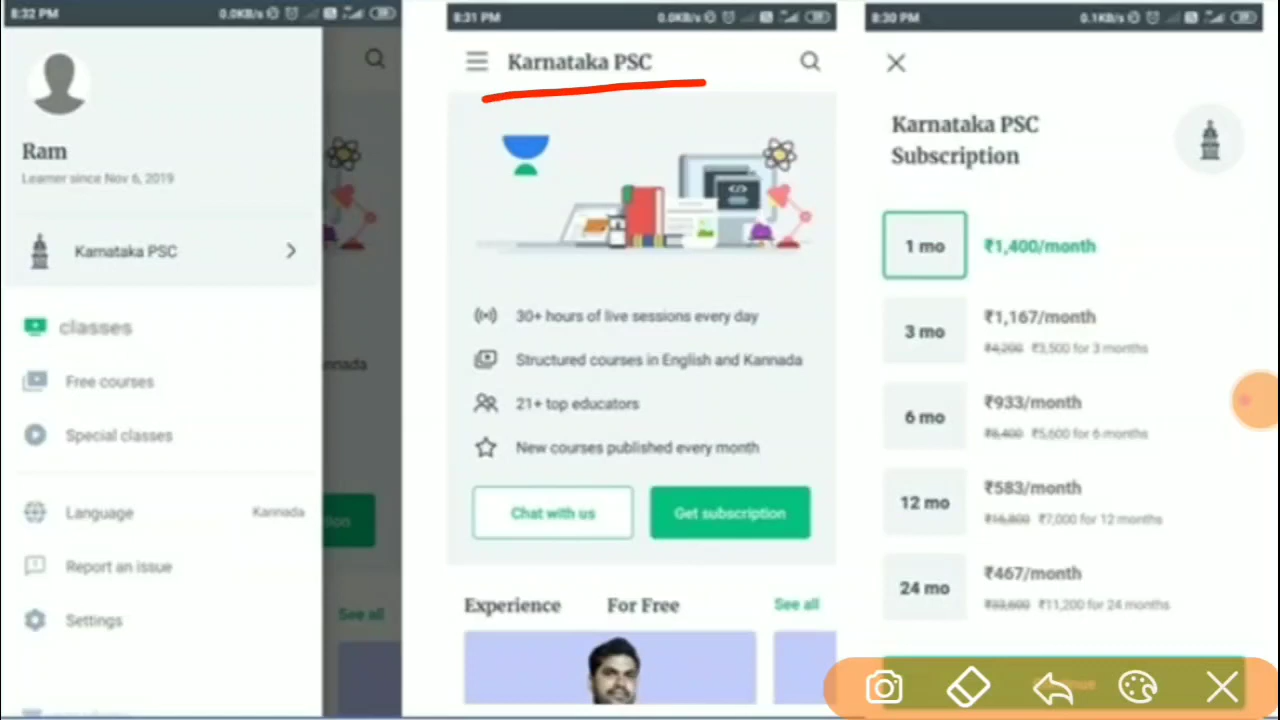 8:32 PM
0.0KB/s
Ram
Learner since Nov 6, 2019
Karnataka PSC
classes
Free courses
Special classes
Language
Kannada
Report an issue
Settings
nnada
See all
8:31 PM
0.0KB/s
Karnataka PSC
30+ hours of live sessions every day
Structured courses in English and Kannada
21+ top educators
New courses published every month
Chat with us
Get subscription
Experience For Free
See all
8:30 PM
0.1KB/s
Karnataka PSC
Subscription
1 mo
₹1,400/month
3 mo
₹1,167/month
₹4,200 ₹3,500 for 3 months
6 mo
₹933/month
₹8,400 ₹5,600 for 6 months
12 mo
₹583/month
₹16,800 ₹7,000 for 12 months
24 mo
₹467/month
₹33,600 ₹11,200 for 24 months